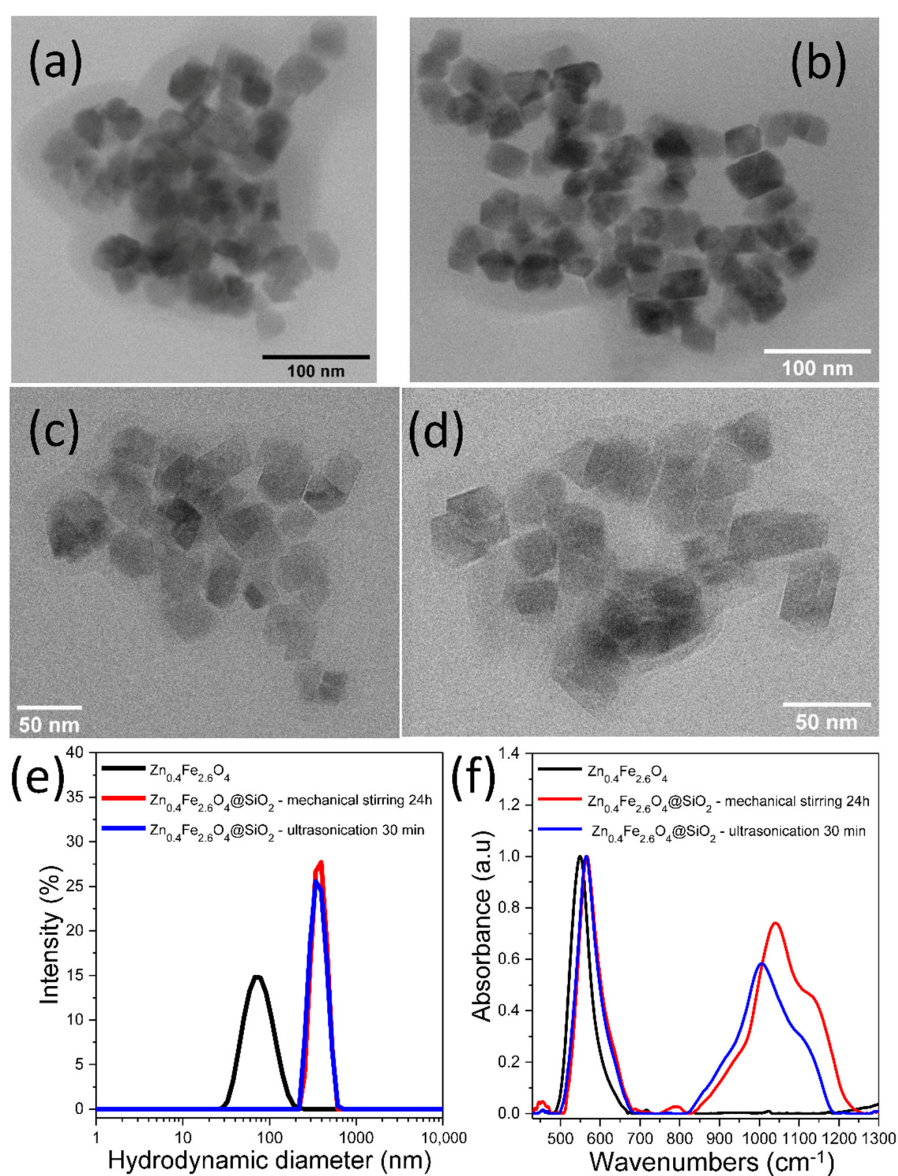 (a)
(b)
100 nm
100 nm
(c)
(d)
50 nm
50 nm
(e)
(f)
40
35
30
25
20
15
10
5
0
Intensity (%)
Zn0.4Fe2.6O4
Zn0.4Fe2.6O4@SiO2 - mechanical stirring 24h
Zn0.4Fe2.6O4@SiO2 - ultrasonication 30 min
1 10 100 1000 10,000
Hydrodynamic diameter (nm)
1.4
1.2
1.0
0.8
0.6
0.4
0.2
0.0
Absorbance (a.u)
Zn0.4Fe2.6O4
Zn0.4Fe2.6O4@SiO2 - mechanical stirring 24h
Zn0.4Fe2.6O4@SiO2 - ultrasonication 30 min
500 600 700 800 900 1000 1100 1200 1300
Wavenumbers (cm-1)